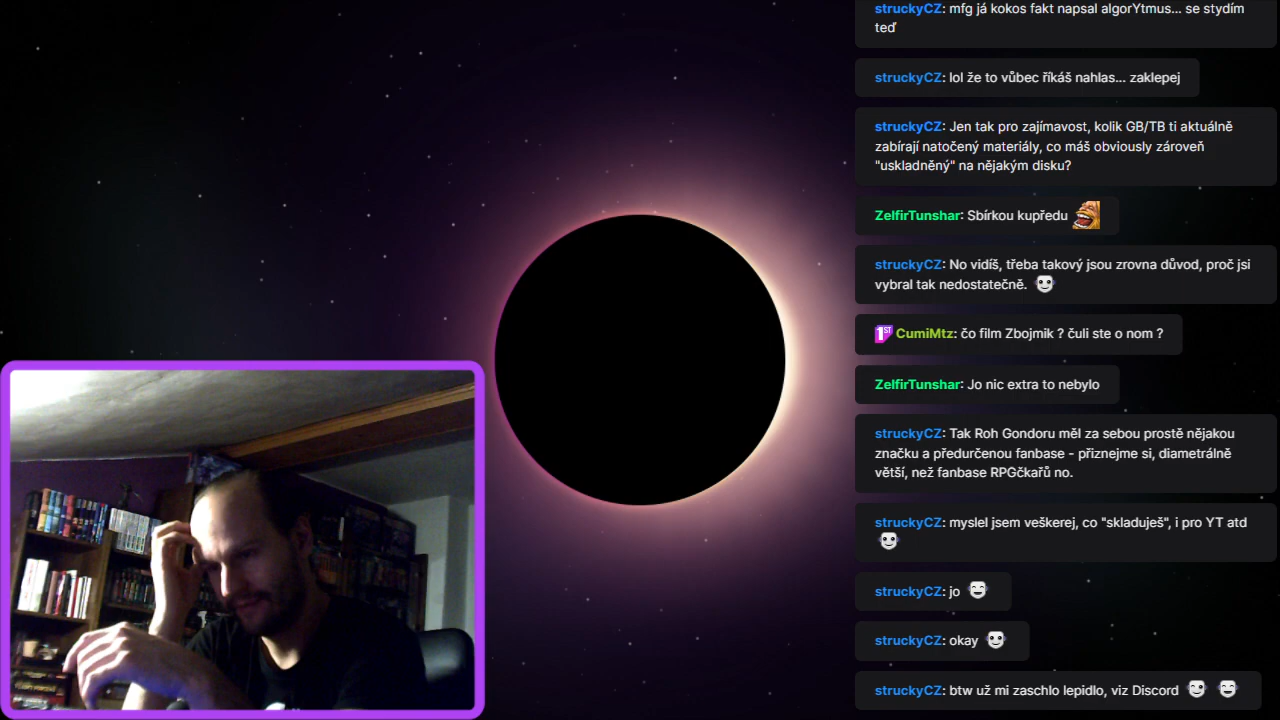 struckyCZ: mfg já kokos fakt napsal algorYtmus... se stydím
teď
struckyCZ: lol že to vůbec říkáš nahlas... zaklepej
struckyCZ: Jen tak pro zajímavost, kolik GB/TB ti aktuálně
zabírají natočený materiály, co máš obviously zároveň
"uskladněný" na nějakým disku?
ZelfirTunshar: Sbírkou kupředu
struckyCZ: No vidíš, třeba takový jsou zrovna důvod, proč jsi
vybral tak nedostatečně.
1ST CumiMtz: čo film Zbojmik ? čuli ste o nom ?
ZelfirTunshar: Jo nic extra to nebylo
struckyCZ: Tak Roh Gondoru měl za sebou prostě nějakou
značku a předurčenou fanbase - přiznejme si, diametrálně
větší, než fanbase RPGčkařů no.
struckyCZ: myslel jsem veškerej, co "skladuješ", i pro YT atd
struckyCZ: jo
struckyCZ: okay
struckyCZ: btw už mi zaschlo lepidlo, viz Discord